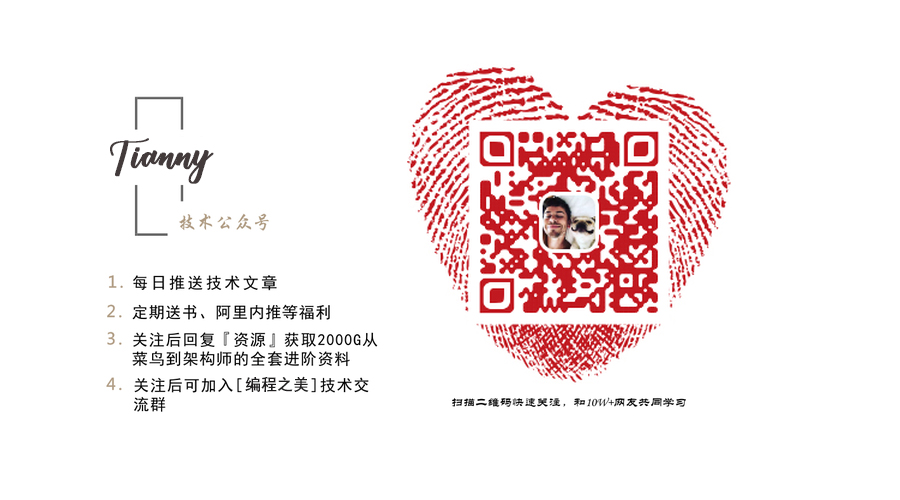 Tianny
技术公众号
1. 每日推送技术文章
2. 定期送书、阿里内推等福利
3. 关注后回复『资源』获取2000G从
菜鸟到架构师的全套进阶资料
4. 关注后可加入[编程之美]技术交
流群
扫描二维码快速关注，和10W+网友共同学习